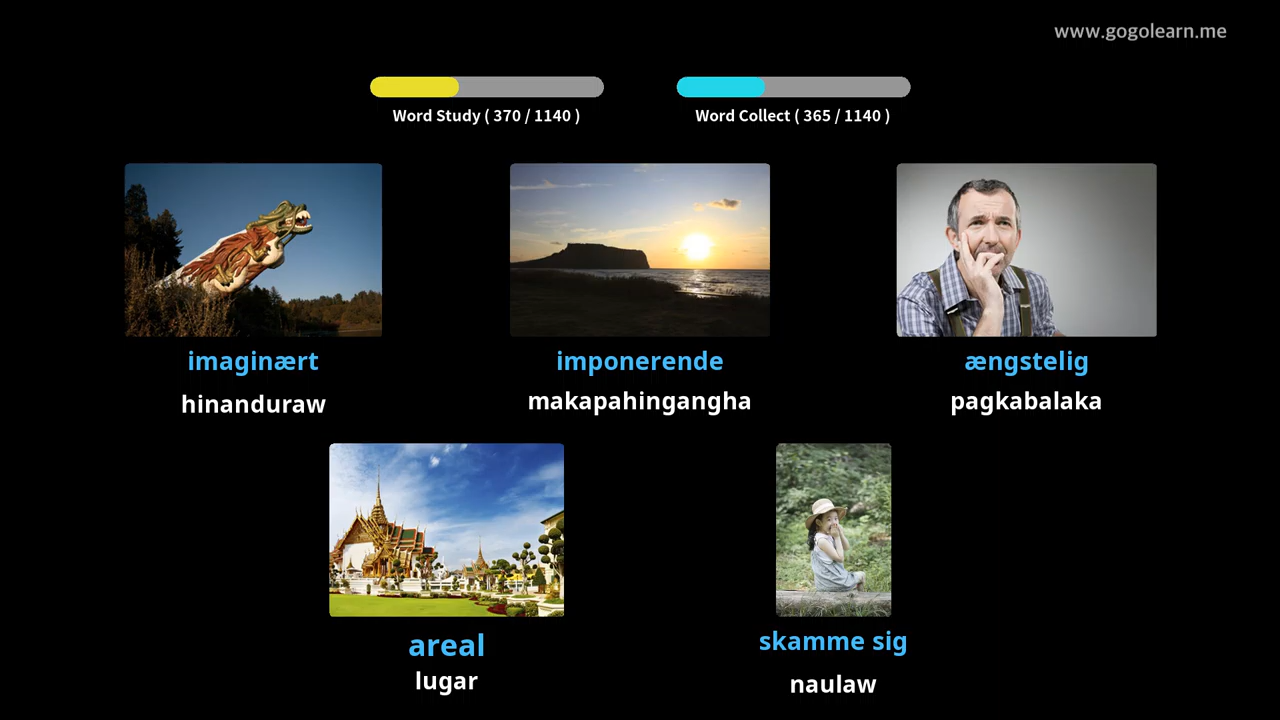 www.gogolearn.me
Word Study ( 370 / 1140 )
Word Collect ( 365 / 1140 )
imaginært
hinanduraw
imponerende
makapahingangha
ængstelig
pagkabalaka
areal
lugar
skamme sig
naulaw